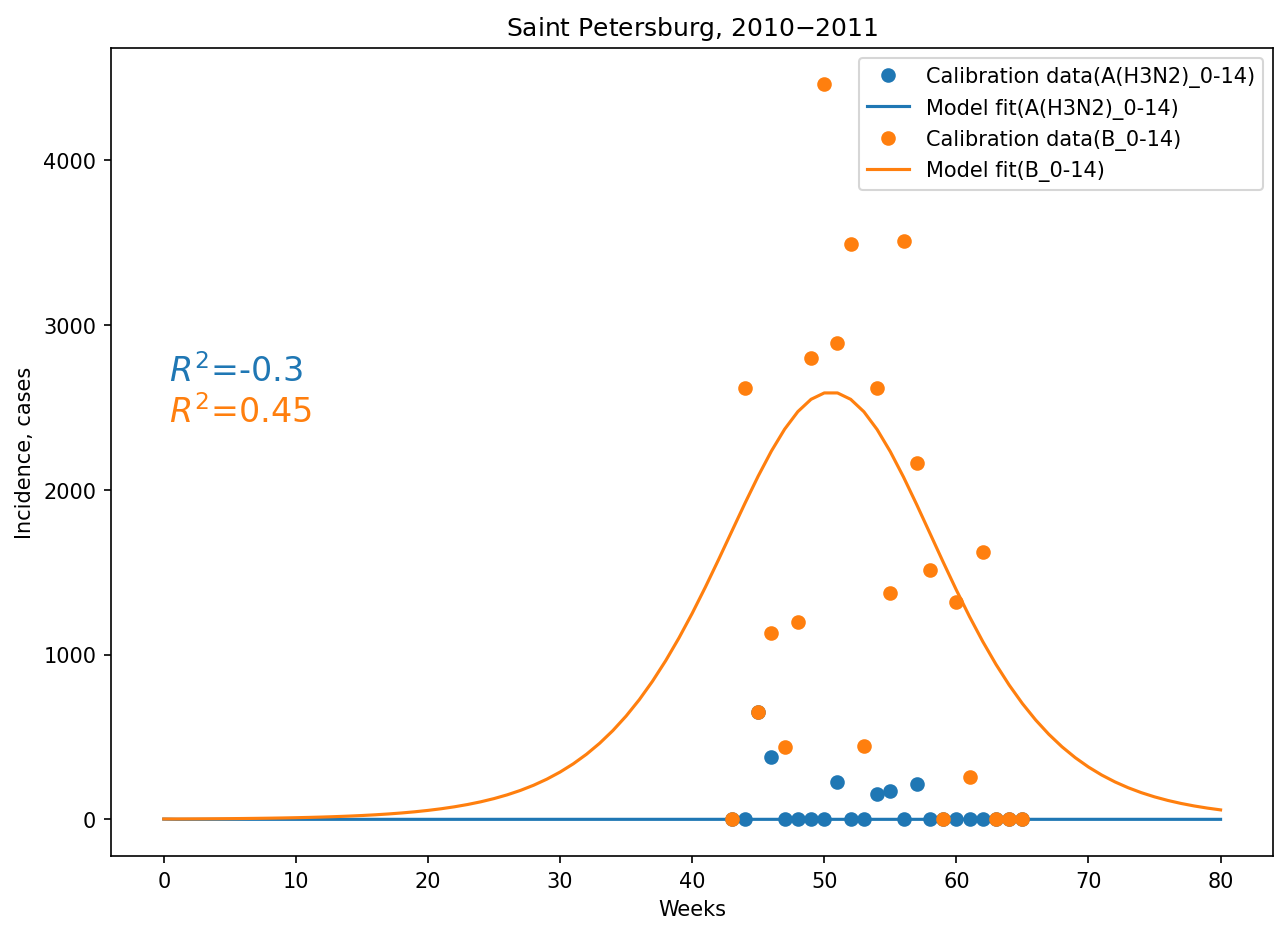 Saint Petersburg, 2010−2011
Calibration data(A(H3N2)_0-14)
Model fit(A(H3N2)_0-14)
Calibration data(B_0-14)
Model fit(B_0-14)
R²=-0.3
R²=0.45
Incidence, cases
4000
3000
2000
1000
0
0 10 20 30 40 50 60 70 80
Weeks